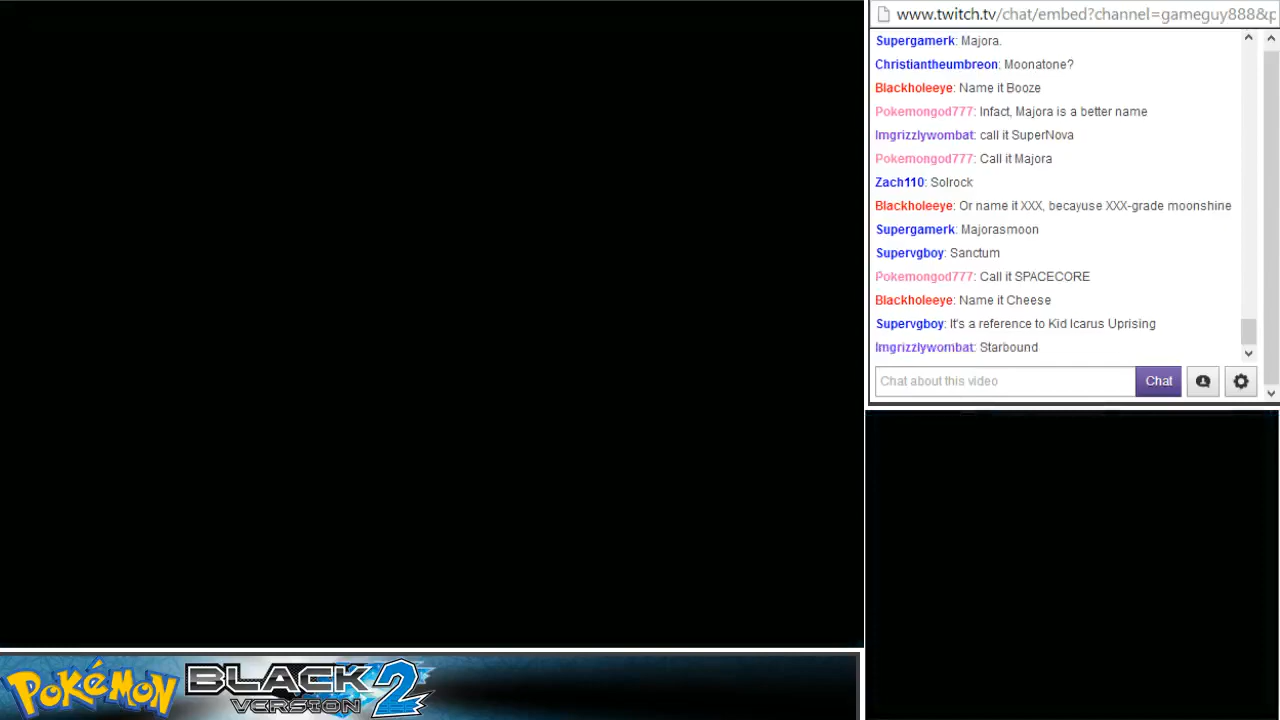 www.twitch.tv/chat/embed?channel=gameguy888&p
Supergamerk: Majora.
Christiantheumbreon: Moonatone?
Blackholeeye: Name it Booze
Pokemongod777: Infact, Majora is a better name
Imgrizzlywombat: call it SuperNova
Pokemongod777: Call it Majora
Zach110: Solrock
Blackholeeye: Or name it XXX, becayuse XXX-grade moonshine
Supergamerk: Majorasmoon
Supervgboy: Sanctum
Pokemongod777: Call it SPACECORE
Blackholeeye: Name it Cheese
Supervgboy: It's a reference to Kid Icarus Uprising
Imgrizzlywombat: Starbound
Chat about this video
Chat
POKéMON
BLACK
VERSION 2